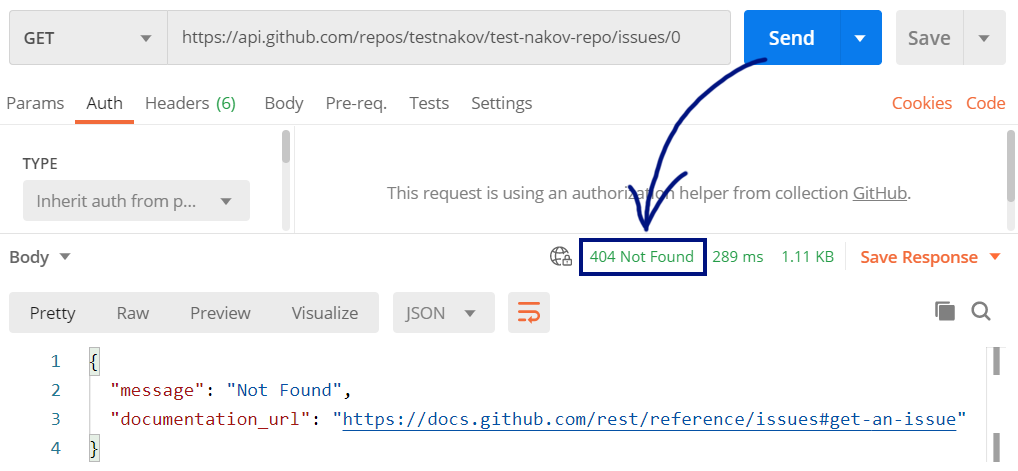 GET https://api.github.com/repos/testnakov/test-nakov-repo/issues/0 Send Save
Params Auth Headers (6) Body Pre-req. Tests Settings Cookies Code
TYPE
Inherit auth from p...
This request is using an authorization helper from collection GitHub.
Body 404 Not Found 289 ms 1.11 KB Save Response
Pretty Raw Preview Visualize JSON
1 {
2 "message": "Not Found",
3 "documentation_url": "https://docs.github.com/rest/reference/issues#get-an-issue"
4 }